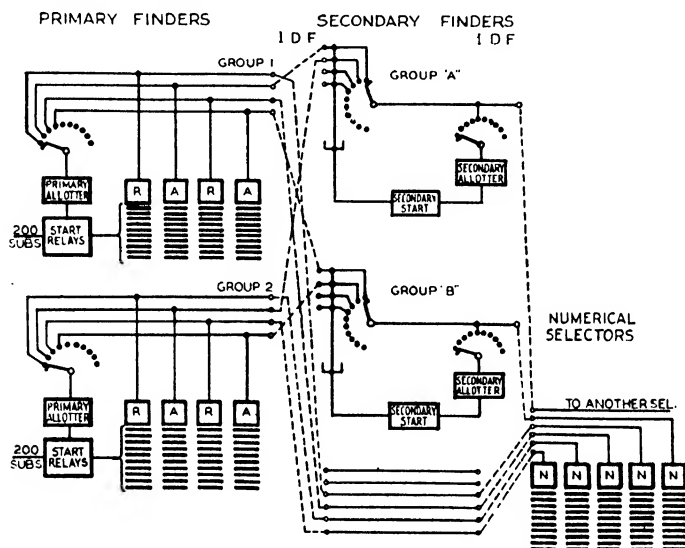 PRIMARY FINDERS
SECONDARY FINDERS
I D F
I D F
GROUP 1
GROUP "A"
PRIMARY
ALLOTTER
R
A
R
A
SECONDARY
ALLOTTER
200
SUBS
START
RELAYS
SECONDARY
START
GROUP 2
GROUP "B"
NUMERICAL
SELECTORS
PRIMARY
ALLOTTER
R
A
R
A
SECONDARY
ALLOTTER
TO ANOTHER SEL.
SECONDARY
START
200
SUBS
START
RELAYS
N
N
N
N
N